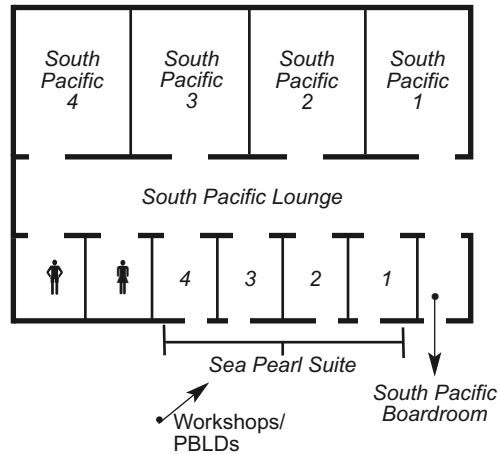 South
Pacific
4
South
Pacific
3
South
Pacific
2
South
Pacific
1
South Pacific Lounge
4
3
2
1
Sea Pearl Suite
South Pacific
Boardroom
Workshops/
PBLDs